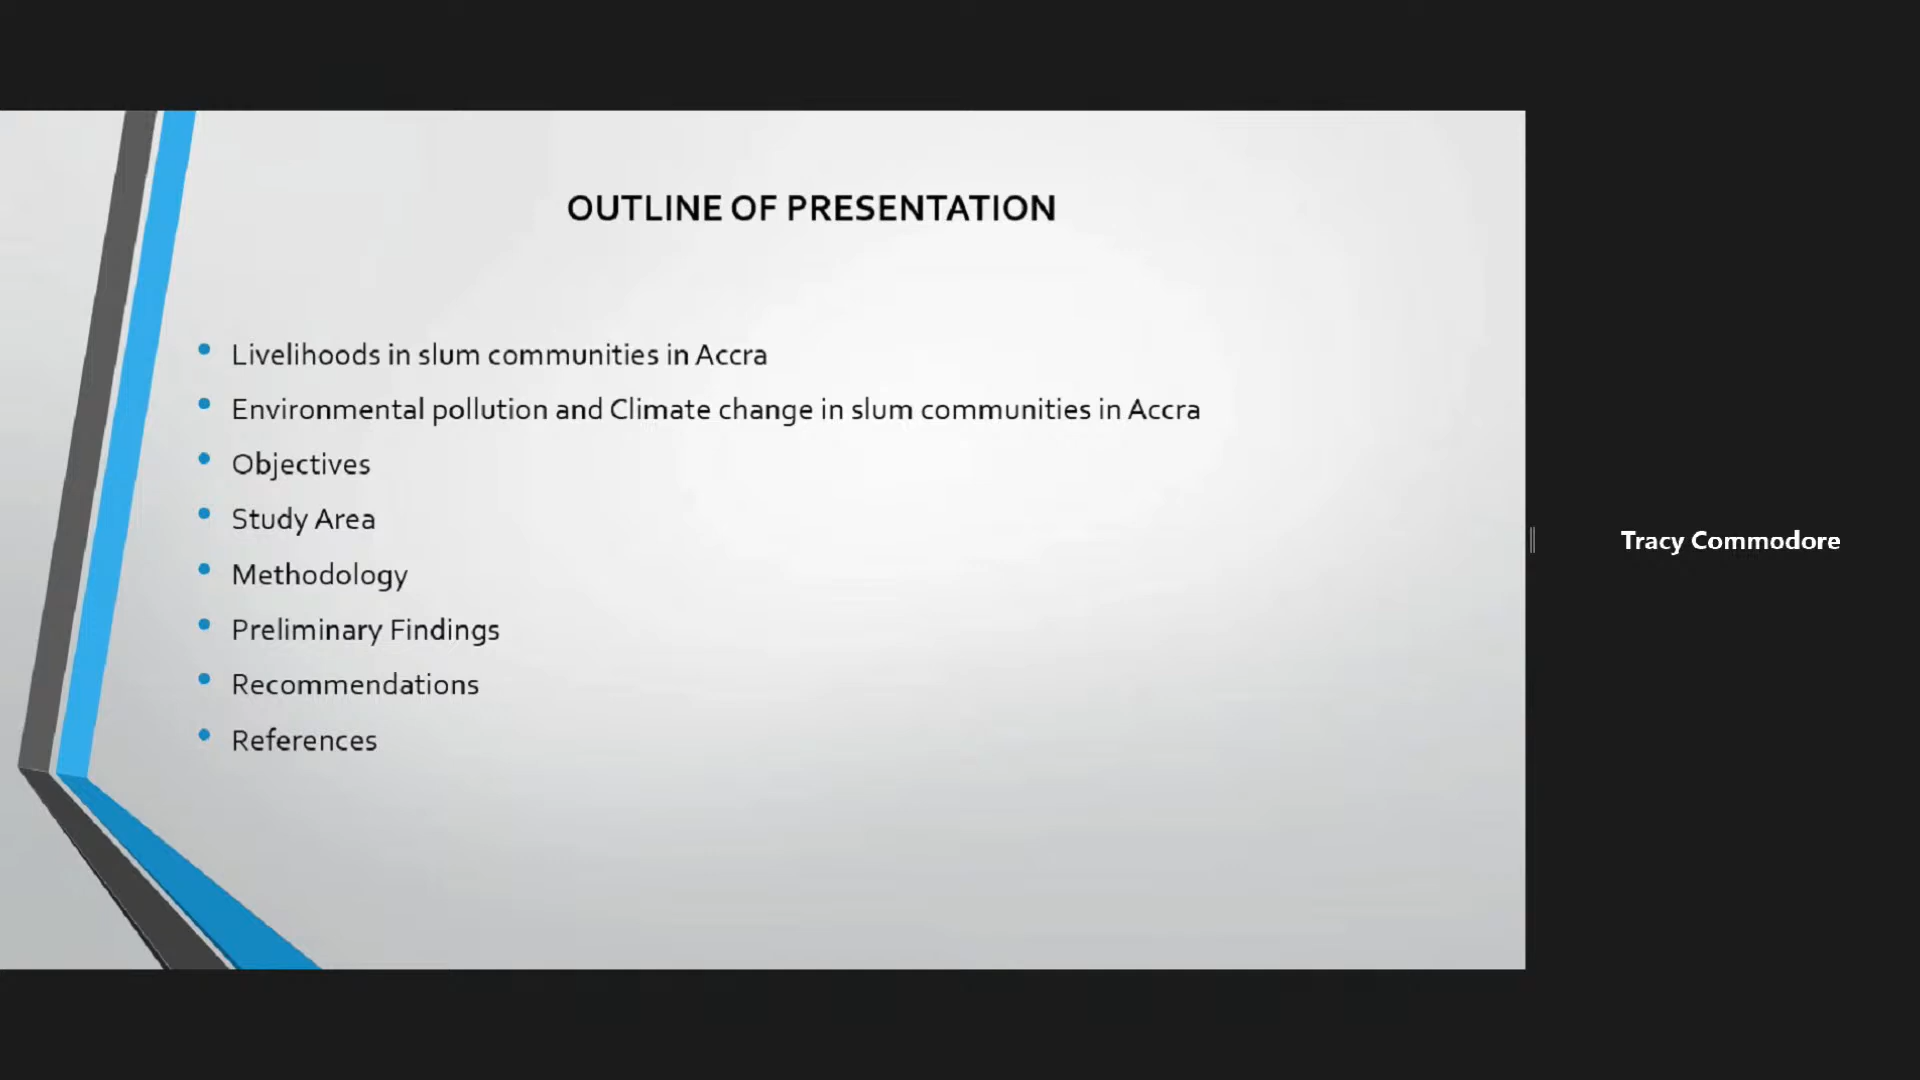 OUTLINE OF PRESENTATION
Livelihoods in slum communities in Accra
Environmental pollution and Climate change in slum communities in Accra
Objectives
Study Area
Methodology
Preliminary Findings
Recommendations
References
Tracy Commodore